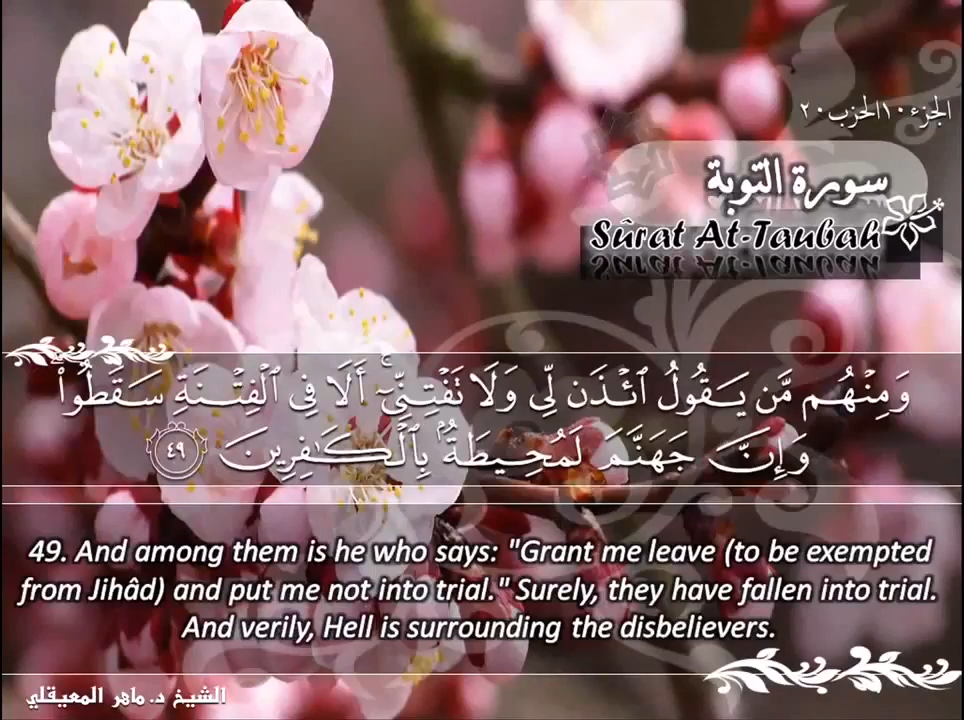 الجزء ١٠ الحزب ٢٠
سورة التوبة
Sûrat At-Taubah
وَمِنْهُم مَّن يَقُولُ ٱئْذَن لِّى وَلَا تَفْتِنِّىٓ ۚ أَلَا فِى ٱلْفِتْنَةِ سَقَطُوا۟ ۗ
وَإِنَّ جَهَنَّمَ لَمُحِيطَةٌۢ بِٱلْكَٰفِرِينَ ٤٩
49. And among them is he who says: "Grant me leave (to be exempted
from Jihâd) and put me not into trial." Surely, they have fallen into trial.
And verily, Hell is surrounding the disbelievers.
الشيخ د. ماهر المعيقلي